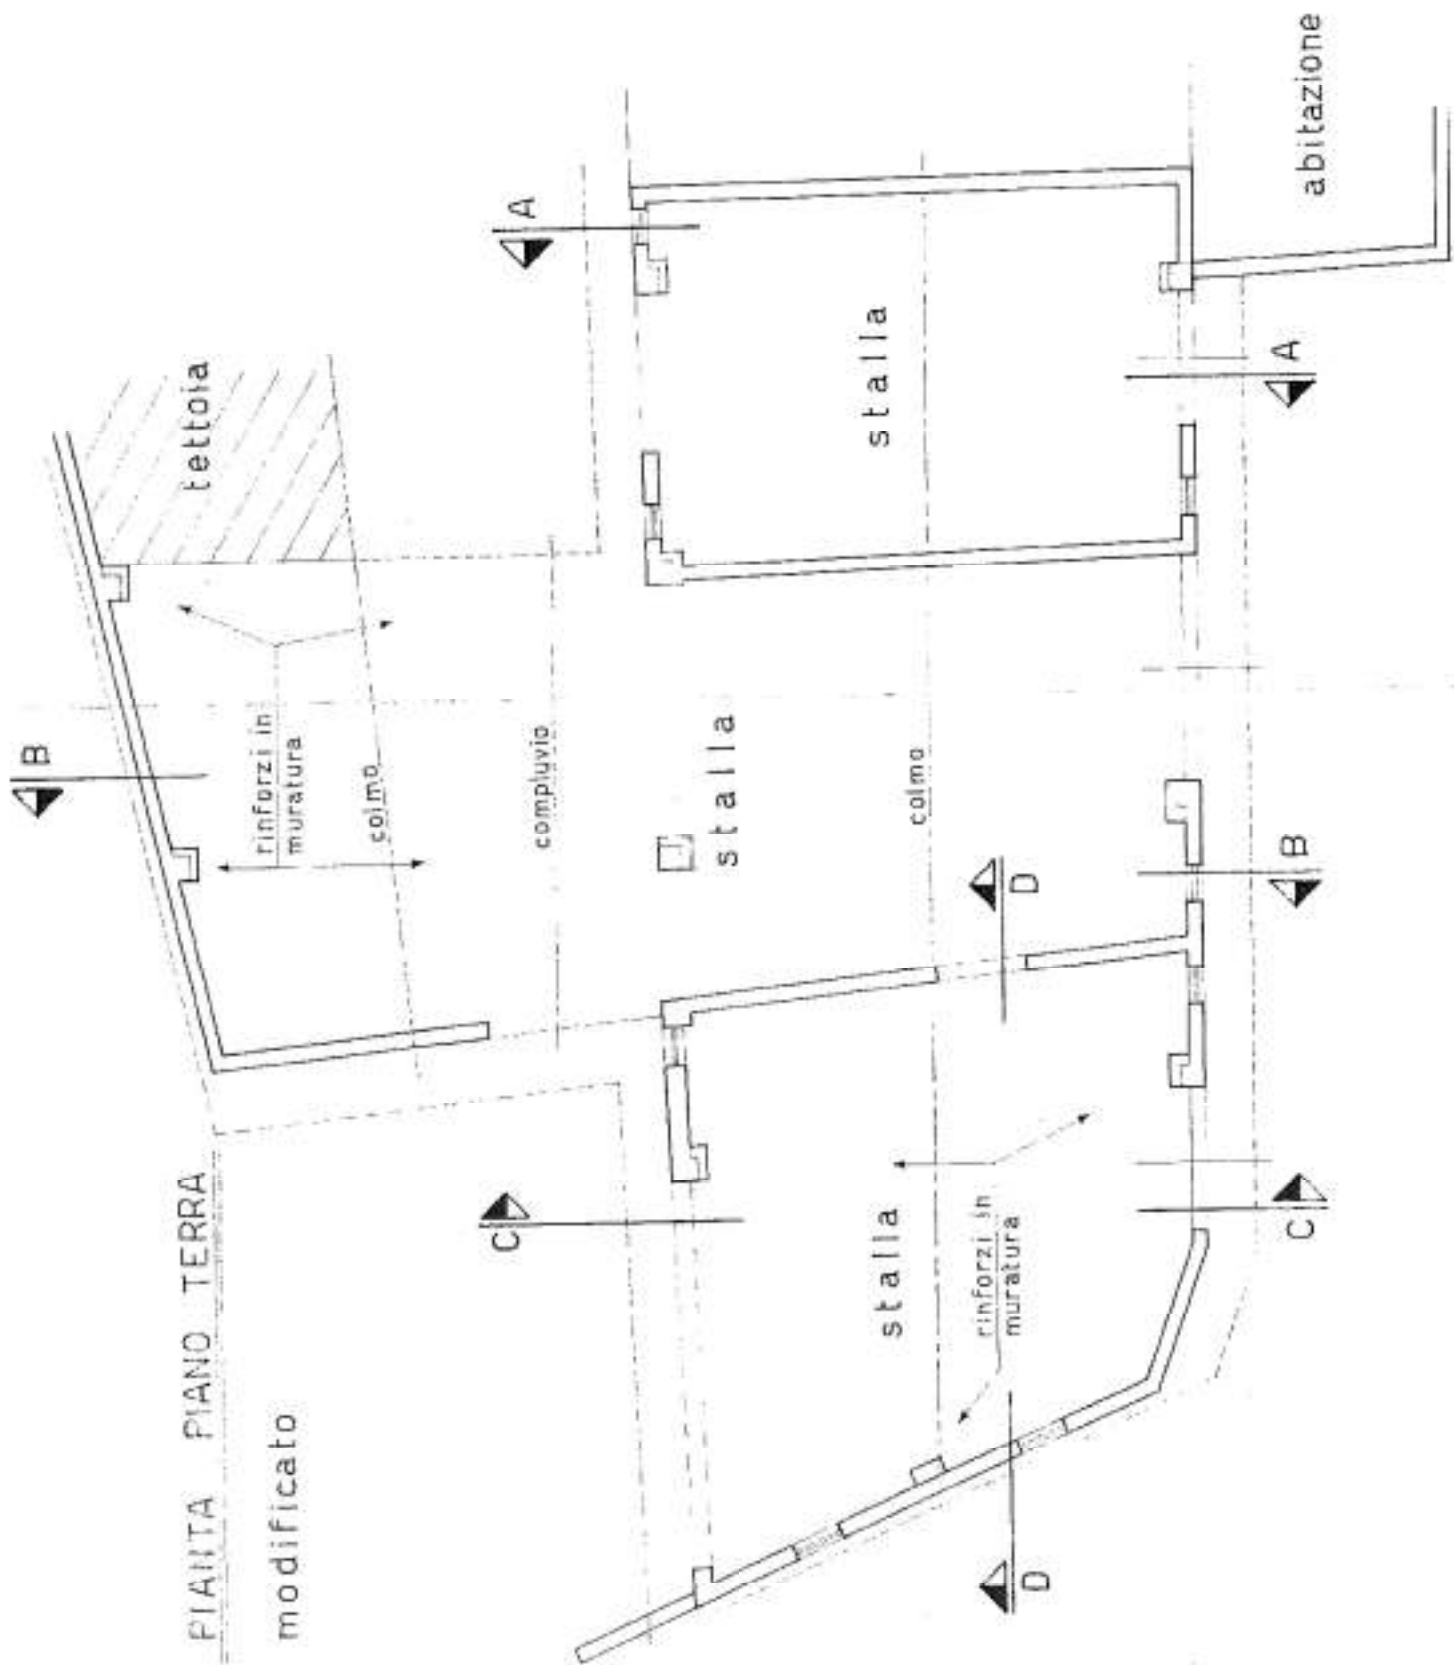 PIANTA PIANO TERRA
modificato
B
tettoia
rinforzi in
muratura
colmo
A
compluvio
C
stalla
stalla
stalla
colmo
D
rinforzi in
muratura
D
C
B
A
abitazione